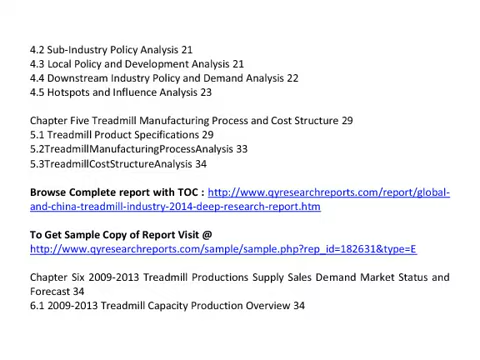 4.2 Sub-Industry Policy Analysis 21
4.3 Local Policy and Development Analysis 21
4.4 Downstream Industry Policy and Demand Analysis 22
4.5 Hotspots and Influence Analysis 23
Chapter Five Treadmill Manufacturing Process and Cost Structure 29
5.1 Treadmill Product Specifications 29
5.2TreadmillManufacturingProcessAnalysis 33
5.3TreadmillCostStructureAnalysis 34
Browse Complete report with TOC : http://www.qyresearchreports.com/report/global-
and-china-treadmill-industry-2014-deep-research-report.htm
To Get Sample Copy of Report Visit @
http://www.qyresearchreports.com/sample/sample.php?rep_id=182631&type=E
Chapter Six 2009-2013 Treadmill Productions Supply Sales Demand Market Status and
Forecast 34
6.1 2009-2013 Treadmill Capacity Production Overview 34